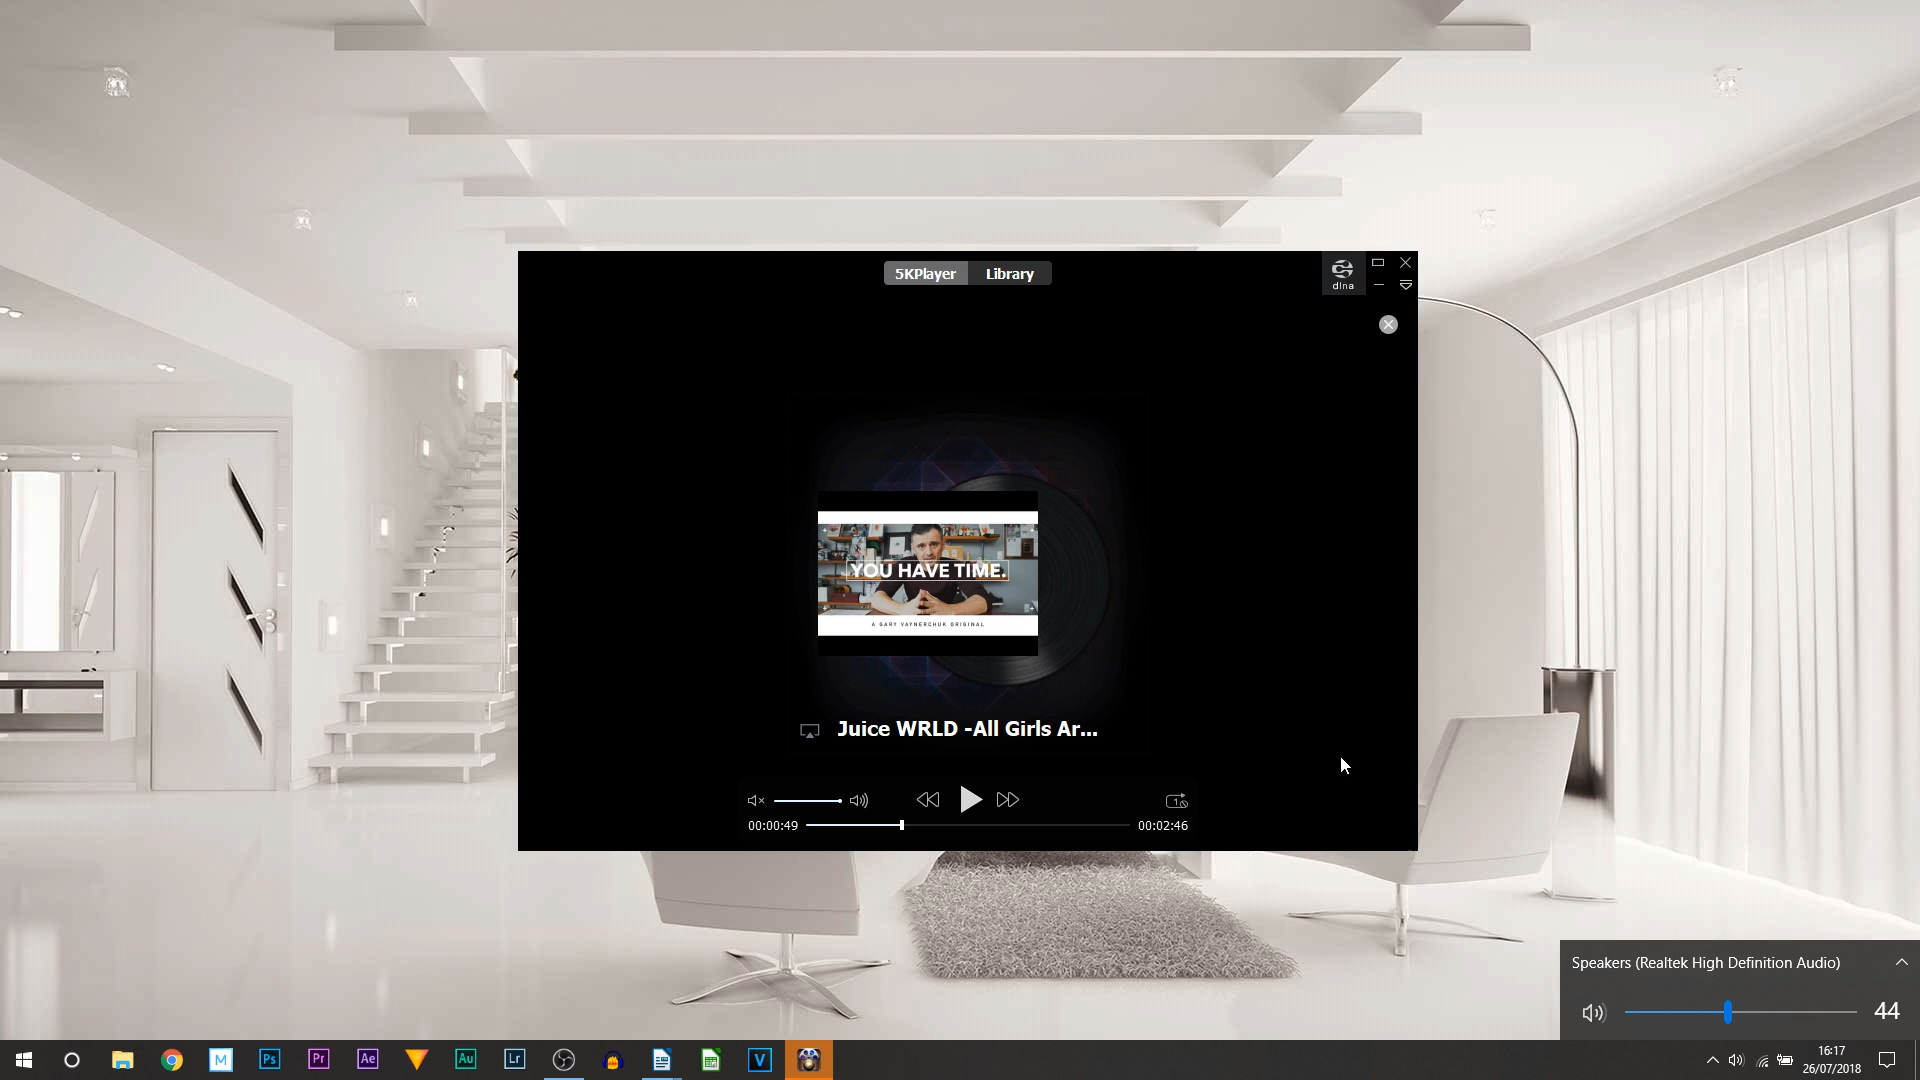 5KPlayer
Library
dlna
YOU HAVE TIME.
A GARY VAYNERCHUK ORIGINAL
Juice WRLD -All Girls Ar...
1
00:00:49
00:02:46
Speakers (Realtek High Definition Audio)
44
M
Ps
Pr
Ae
Au
Lr
V
16:17
26/07/2018